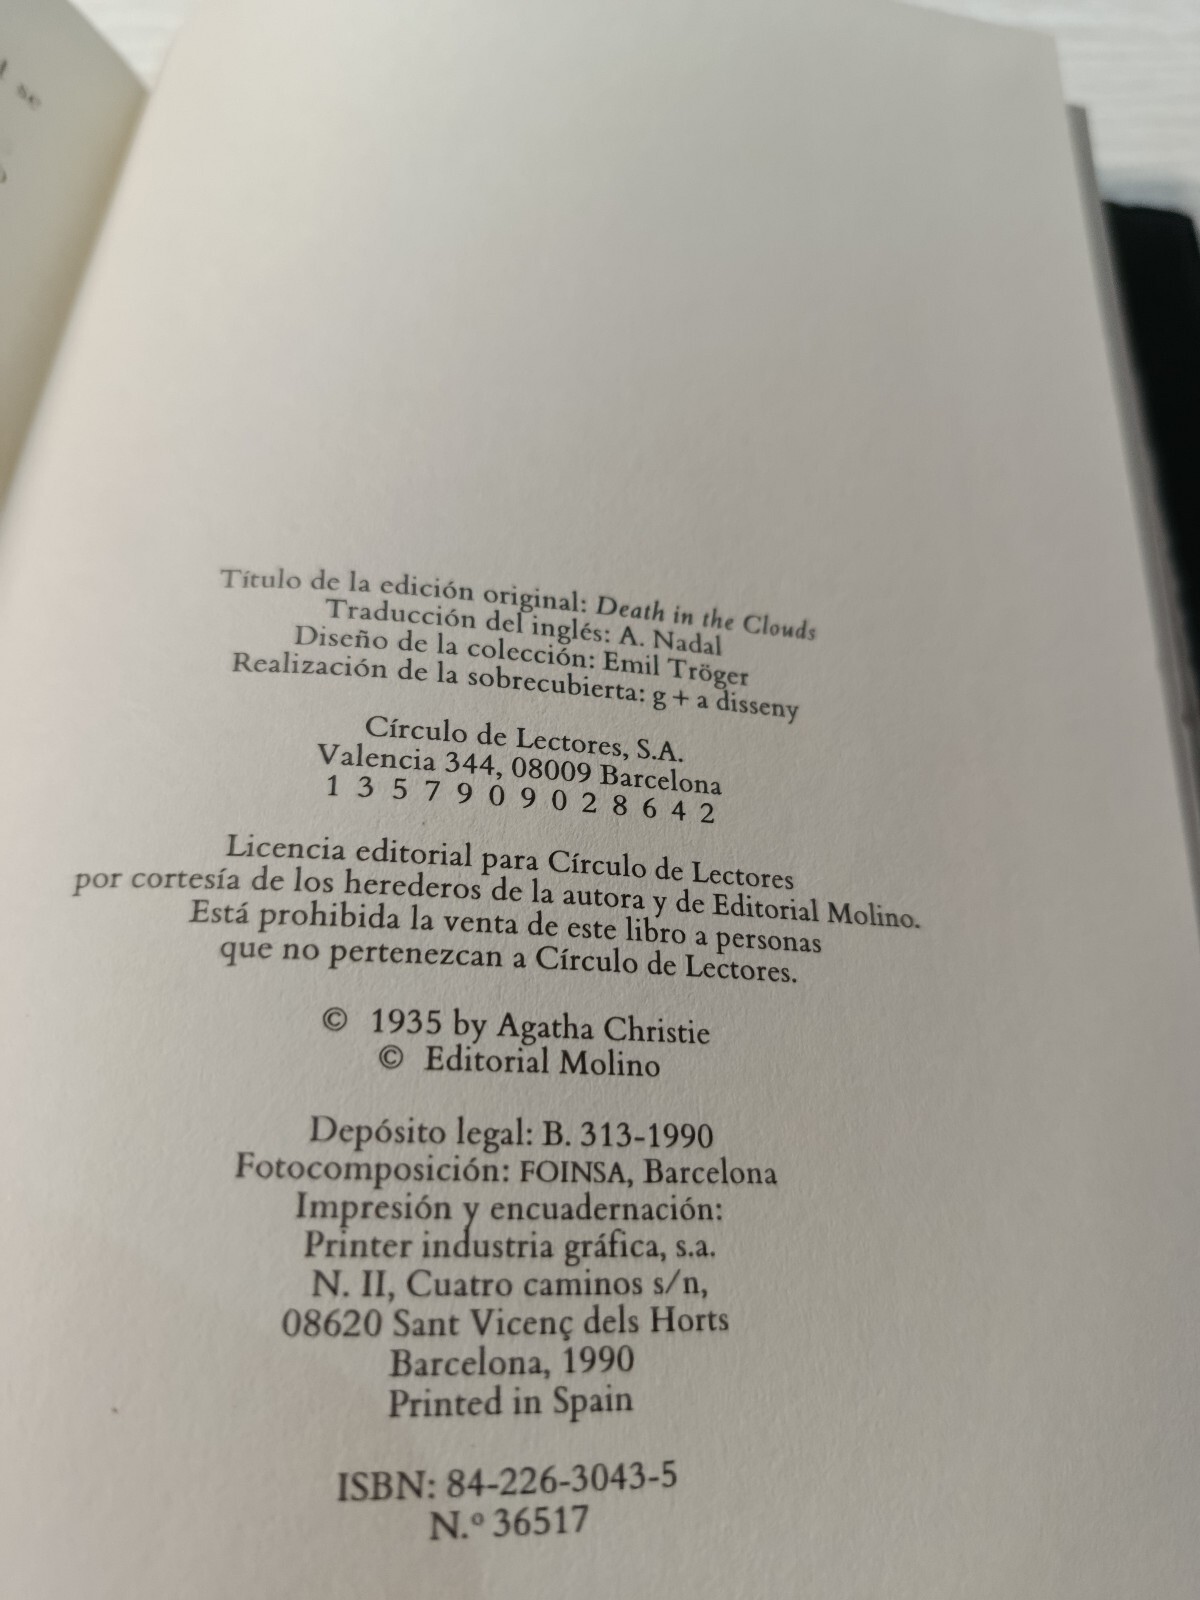 se
Título de la edición original: Death in the Clouds
Traducción del inglés: A. Nadal
Diseño de la colección: Emil Tröger
Realización de la sobrecubierta: g + a disseny
Círculo de Lectores, S.A.
Valencia 344, 08009 Barcelona
1 3 5 7 9 0 9 0 2 8 6 4 2
Licencia editorial para Círculo de Lectores
por cortesía de los herederos de la autora y de Editorial Molino.
Está prohibida la venta de este libro a personas
que no pertenezcan a Círculo de Lectores.
© 1935 by Agatha Christie
© Editorial Molino
Depósito legal: B. 313-1990
Fotocomposición: FOINSA, Barcelona
Impresión y encuadernación:
Printer industria gráfica, s.a.
N. II, Cuatro caminos s/n,
08620 Sant Vicenç dels Horts
Barcelona, 1990
Printed in Spain
ISBN: 84-226-3043-5
N.º 36517